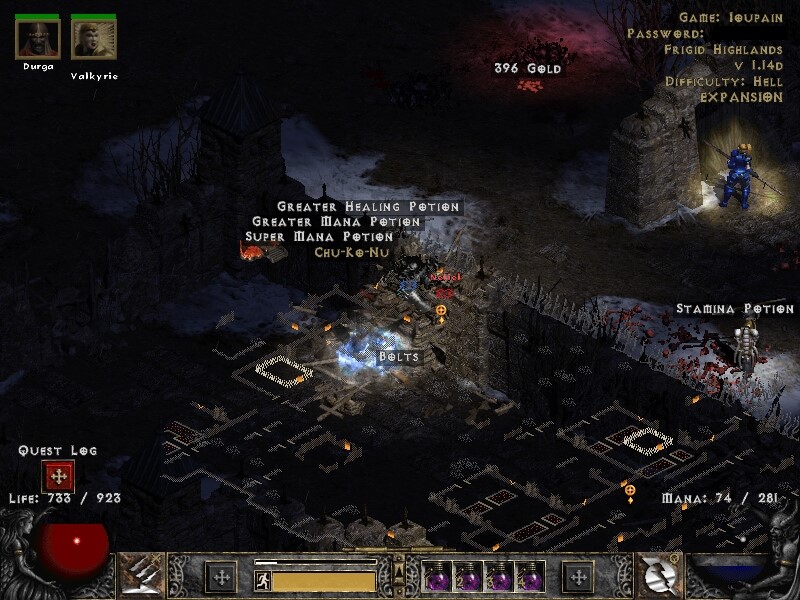 Durga
Valkyrie
Game: Ioupain
Password:
Frigid Highlands
v 1.14d
Difficulty: Hell
Expansion
396 Gold
Greater Healing Potion
Greater Mana Potion
Super Mana Potion
Chu-Ko-Nu
Stamina Potion
Bolts
Quest Log
Life: 733 / 923
Mana: 74 / 281